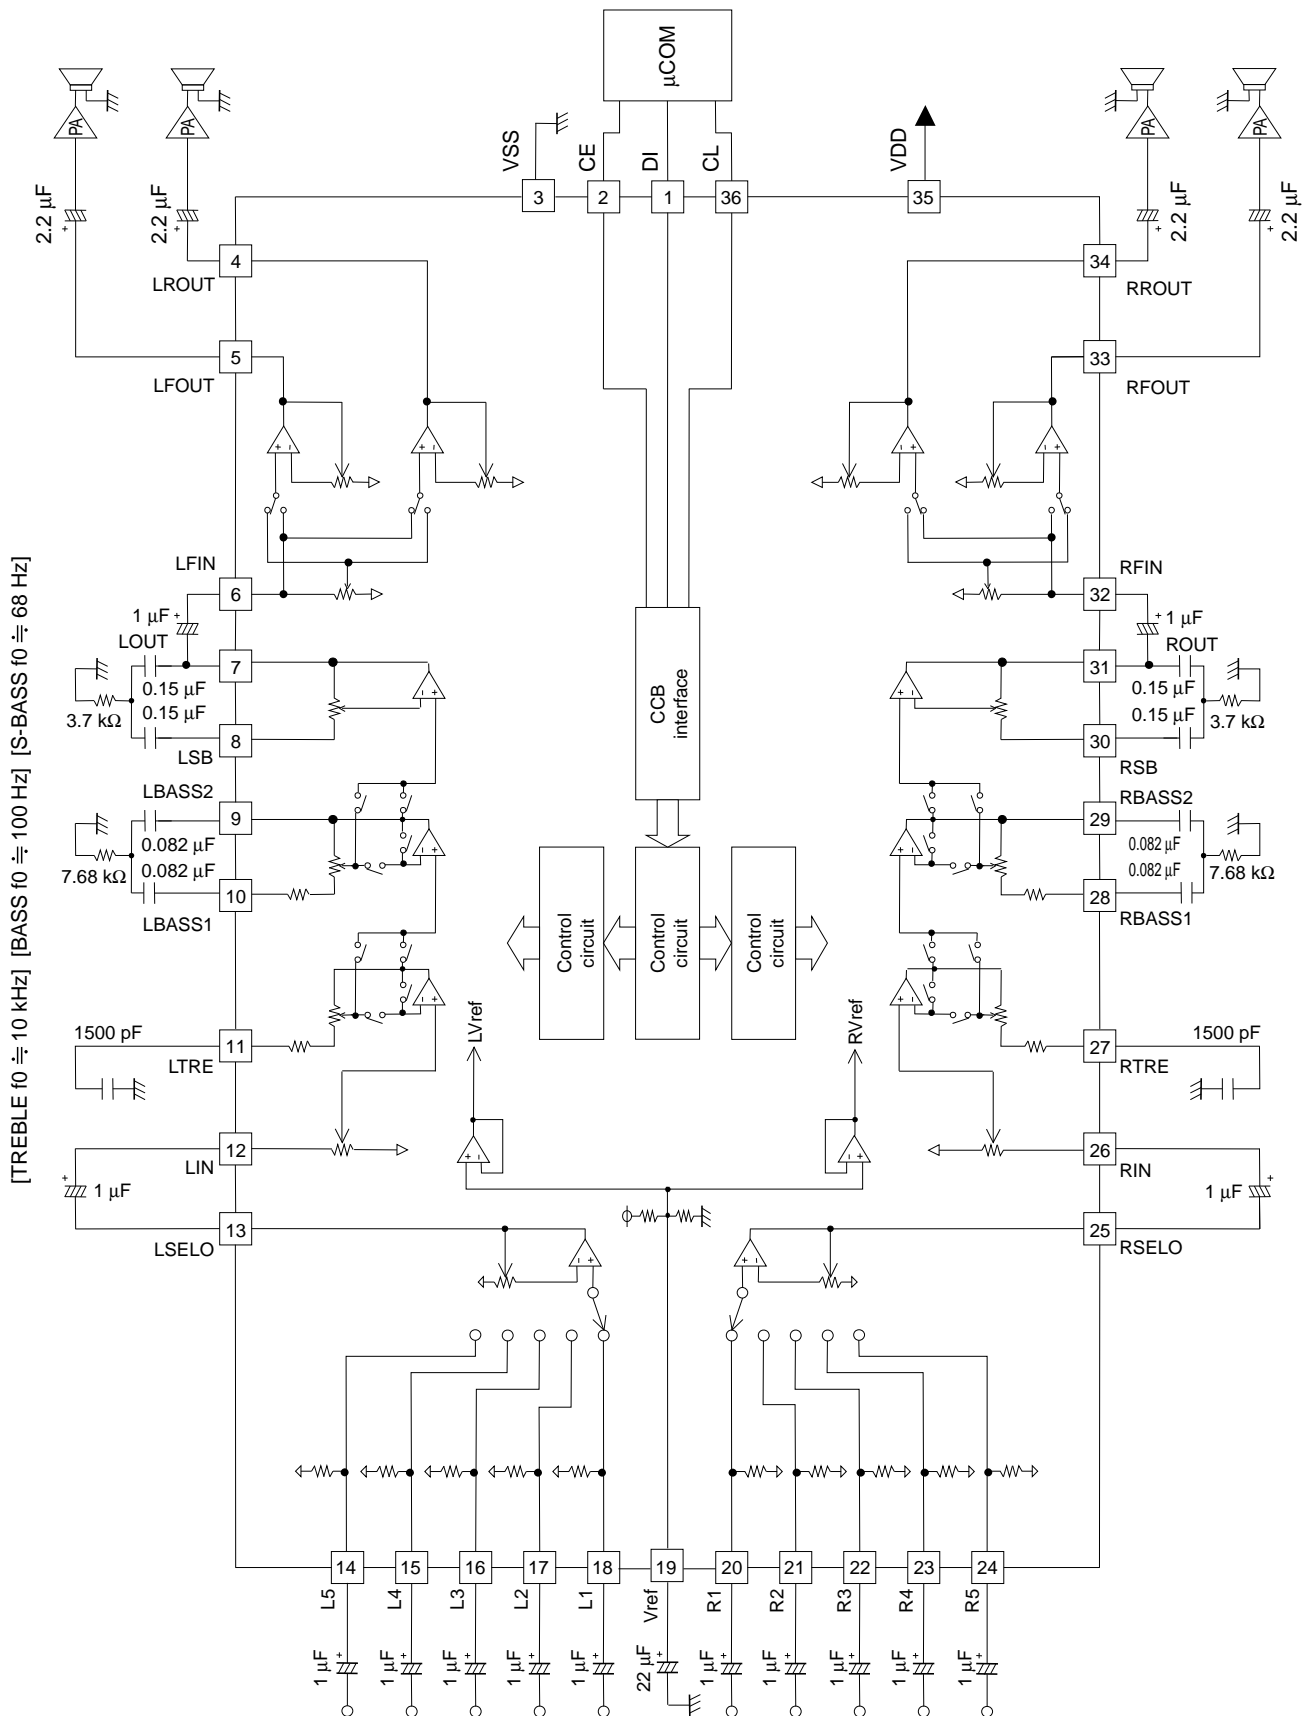 µCOM
PA
PA
PA
PA
VSS
CE
DI
CL
VDD
2.2 µF
+
2.2 µF
+
2.2 µF
+
2.2 µF
+
3
2
1
36
35
4
LROUT
34
RROUT
5
LFOUT
33
RFOUT
+ −
+ −
− +
− +
LFIN
6
RFIN
32
1 µF +
+ 1 µF
LOUT
7
ROUT
31
0.15 µF
0.15 µF
3.7 kΩ
0.15 µF
0.15 µF
3.7 kΩ
8
LSB
30
RSB
− +
+ −
CCB
interface
LBASS2
9
RBASS2
29
0.082 µF
0.082 µF
7.68 kΩ
0.082 µF
0.082 µF
7.68 kΩ
10
LBASS1
28
RBASS1
− +
+ −
Control
circuit
Control
circuit
Control
circuit
− +
+ −
1500 pF
11
LTRE
1500 pF
27
RTRE
LVref
RVref
12
LIN
26
RIN
+ −
− +
+
1 µF
+
1 µF
13
LSELO
25
RSELO
− +
+ −
14
15
16
17
18
19
20
21
22
23
24
L5
L4
L3
L2
L1
Vref
R1
R2
R3
R4
R5
1 µF +
1 µF +
1 µF +
1 µF +
1 µF +
22 µF +
1 µF +
1 µF +
1 µF +
1 µF +
1 µF +
[TREBLE f0 ≒ 10 kHz] [BASS f0 ≒ 100 Hz] [S-BASS f0 ≒ 68 Hz]